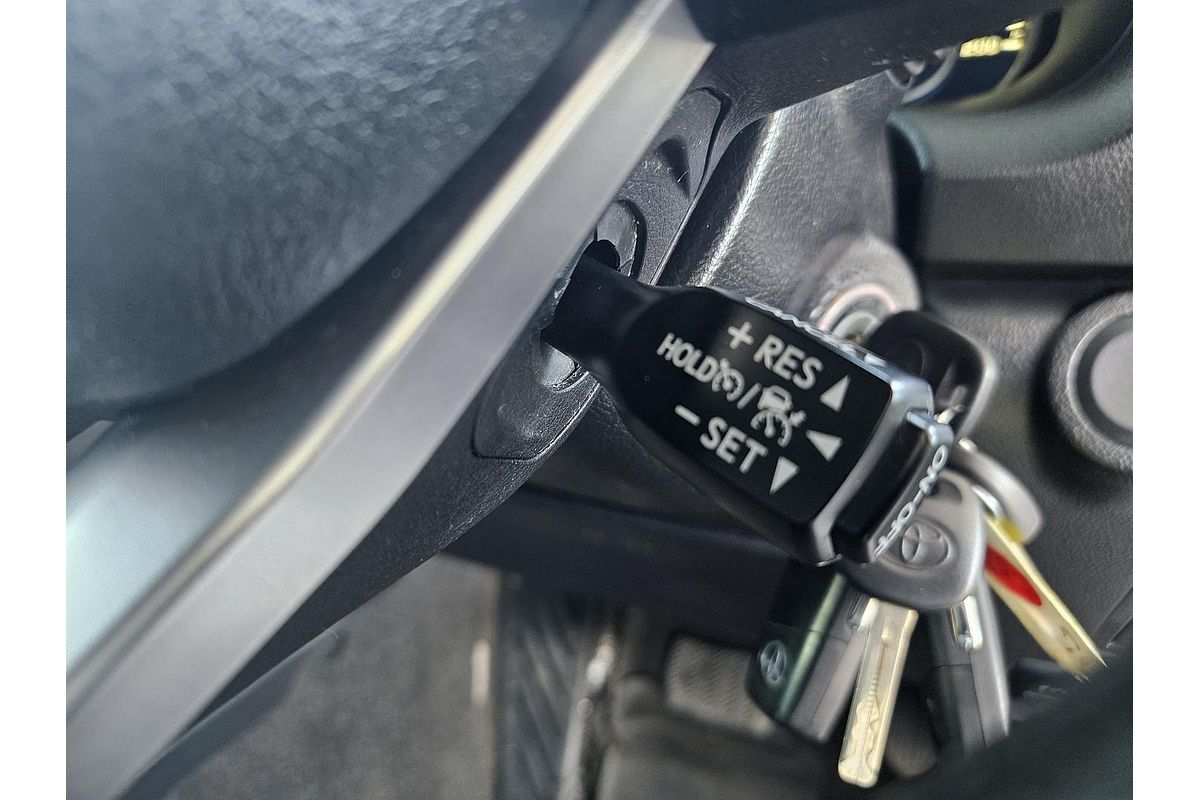 + RES ▲
HOLD / ◀
- SET ▼
ON-OFF